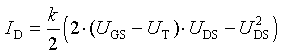 I_D = k/2 (2·(U_GS − U_T)·U_DS − U_DS^2)